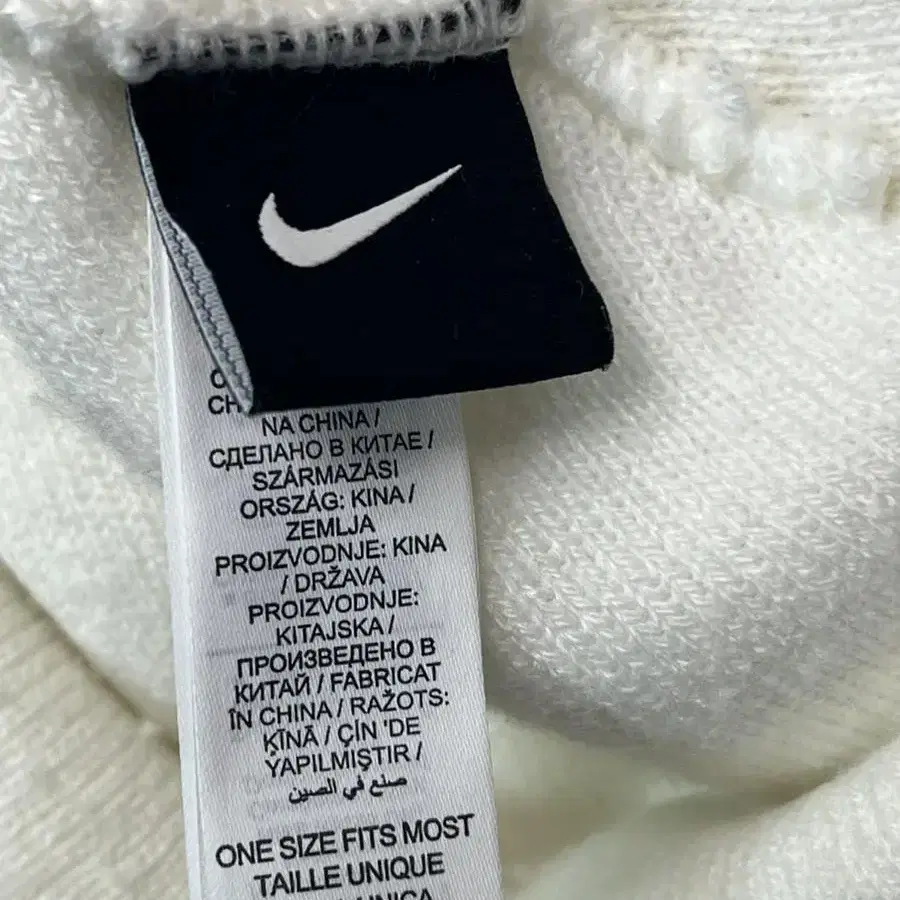 NA CHINA /
СДЕЛАНО В КИТАЕ /
SZÁRMAZÁSI
ORSZÁG: KINA /
ZEMLJA
PROIZVODNJE: KINA
/ DRŽAVA
PROIZVODNJE:
KITAJSKA /
ПРОИЗВЕДЕНО В
КИТАЙ / FABRICAT
ÎN CHINA / RAŽOTS:
ĶĪNĀ / ÇİN 'DE
YAPILMIŞTIR /
صنع في الصين
ONE SIZE FITS MOST
TAILLE UNIQUE